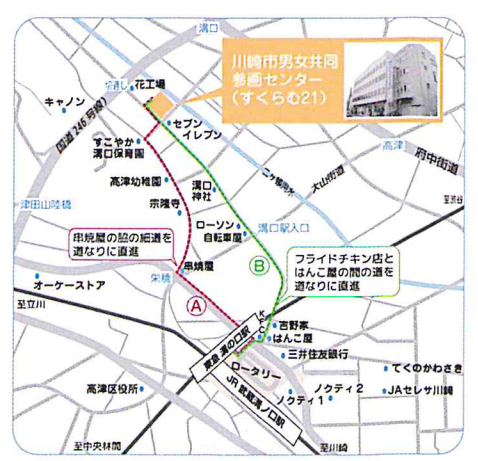 溝口
川崎市男女共同
参画センター
(すくらむ21)
花工場
キャノン
国道246号線
セブン
イレブン
すこやか
溝口保育園
高津
府中街道
二ヶ領用水
大山街道
高津幼稚園
溝口
神社
津田山陸橋
宗隆寺
至渋谷
ローソン
自転車屋
溝口駅入口
串焼屋の脇の細道を
道なりに直進
串焼屋
栄橋
B
フライドチキン店と
はんこ屋の間の道を
道なりに直進
オーケーストア
至立川
A
KFC
吉野家
はんこ屋
東急 溝の口駅
三井住友銀行
ロータリー
てくのかわさき
高津区役所
JR 武蔵溝ノ口駅
ノクティ2
ノクティ1
JAセレサ川崎
至中央林間
至川崎